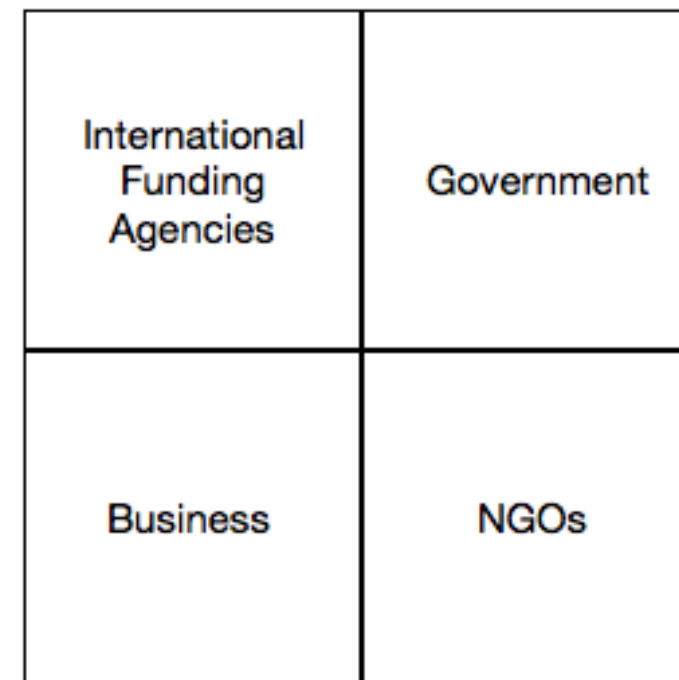 International
Funding
Agencies
Government
Business
NGOs